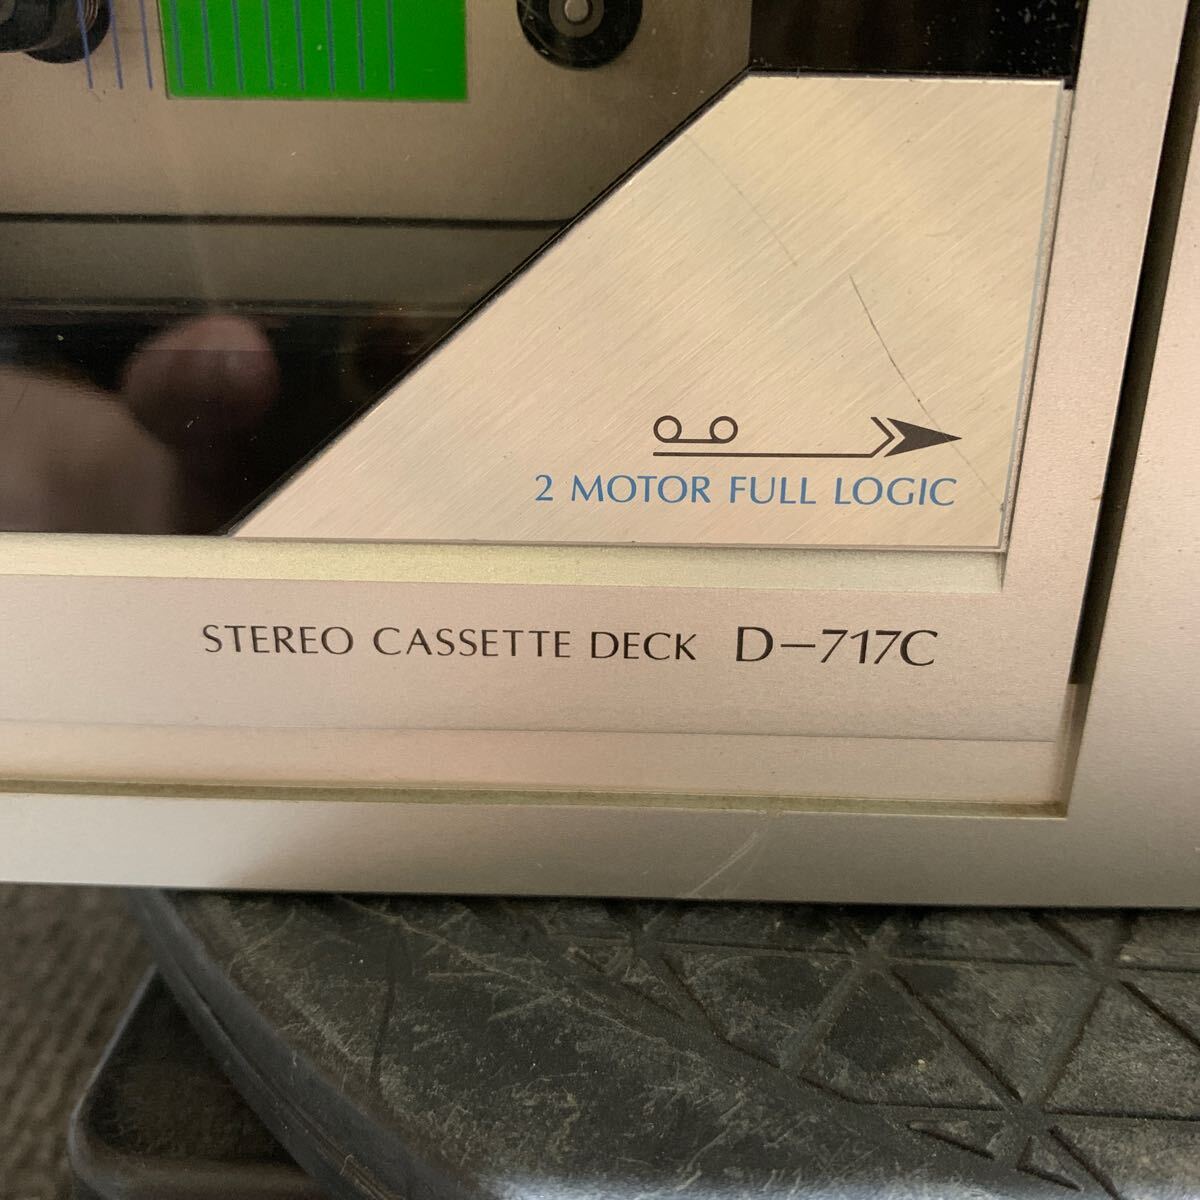 2 MOTOR FULL LOGIC
STEREO CASSETTE DECK D-717C